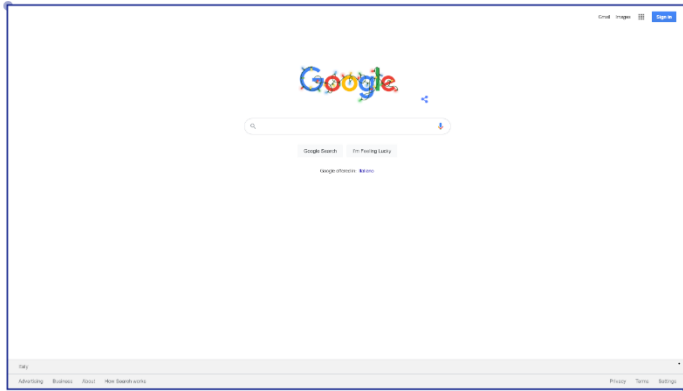 Gmail Images Sign in
Google
Google Search I'm Feeling Lucky
Google offered in: Italiano
Italy
Advertising Business About How Search works Privacy Terms Settings